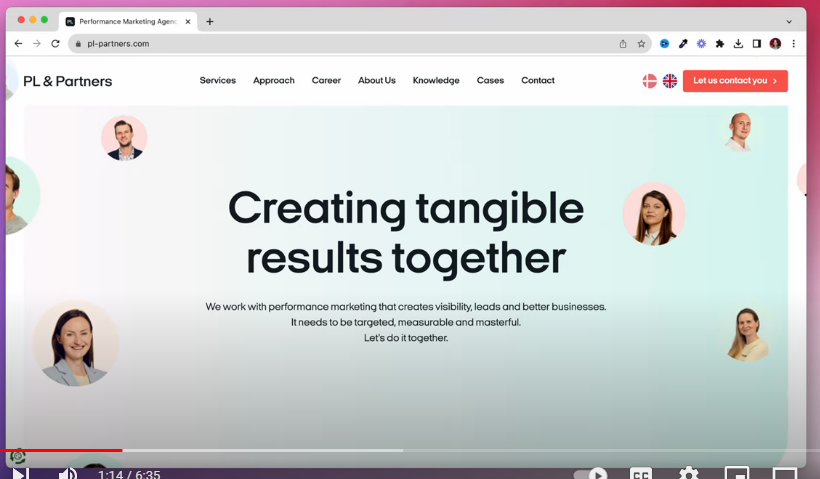 Performance Marketing Agenc
pl-partners.com
PL & Partners
Services
Approach
Career
About Us
Knowledge
Cases
Contact
Let us contact you
Creating tangible
results together
We work with performance marketing that creates visibility, leads and better businesses.
It needs to be targeted, measurable and masterful.
Let's do it together.
1:14 / 6:35
CC